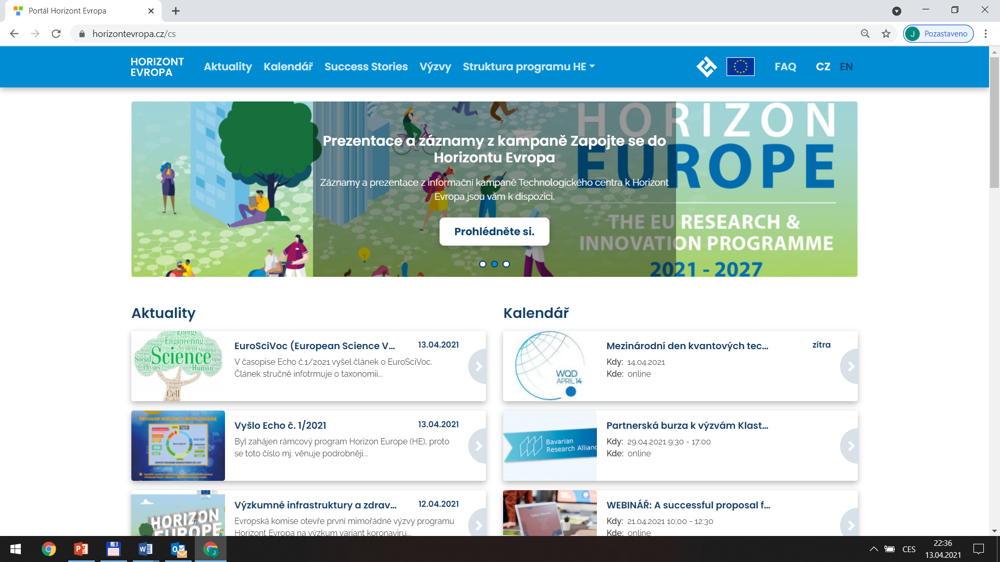 Portál Horizont Evropa
horizontevropa.cz/cs
J Pozastaveno
HORIZONT
EVROPA
Aktuality Kalendář Success Stories Výzvy Struktura programu HE
FAQ CZ EN
Prezentace a záznamy z kampaně Zapojte se do
Horizontu Evropa
Záznamy a prezentace z informační kampaně Technologického centra k Horizont
Evropa jsou vám k dispozici.
Prohlédněte si.
HORIZON
EUROPE
THE EU RESEARCH &
INNOVATION PROGRAMME
2021 - 2027
Aktuality
Energy
Engineering
System Medicine
Science
Social
Physics Human
Cell
EuroSciVoc (European Science V...
13.04.2021
V časopise Echo č.1/2021 vyšel článek o EuroSciVoc.
Článek stručně infotrmuje o taxonomii...
PROGRAM HORIZONT EVROPA ZAHÁJEN
Vyšlo Echo č. 1/2021
13.04.2021
Byl zahájen rámcový program Horizon Europe (HE), proto
se toto číslo mj. věnuje podrobněji...
HORIZON
EUROPE
Výzkumné infrastruktury a zdrav...
12.04.2021
Evropská komise otevře první mimořádné výzvy programu
Horizont Evropa na výzkum variant koronaviru...
Kalendář
WQD
APRIL 14
Mezinárodní den kvantových tec...
zítra
Kdy: 14.04.2021
Kde: online
Bavarian
Research Allianc
Partnerská burza k výzvám Klast...
Kdy: 29.04.2021 9:30 - 17:00
Kde: online
WEBINÁŘ: A successful proposal f...
Kdy: 21.04.2021 10:00 - 12:30
Kde: online
CES
22:36
13.04.2021